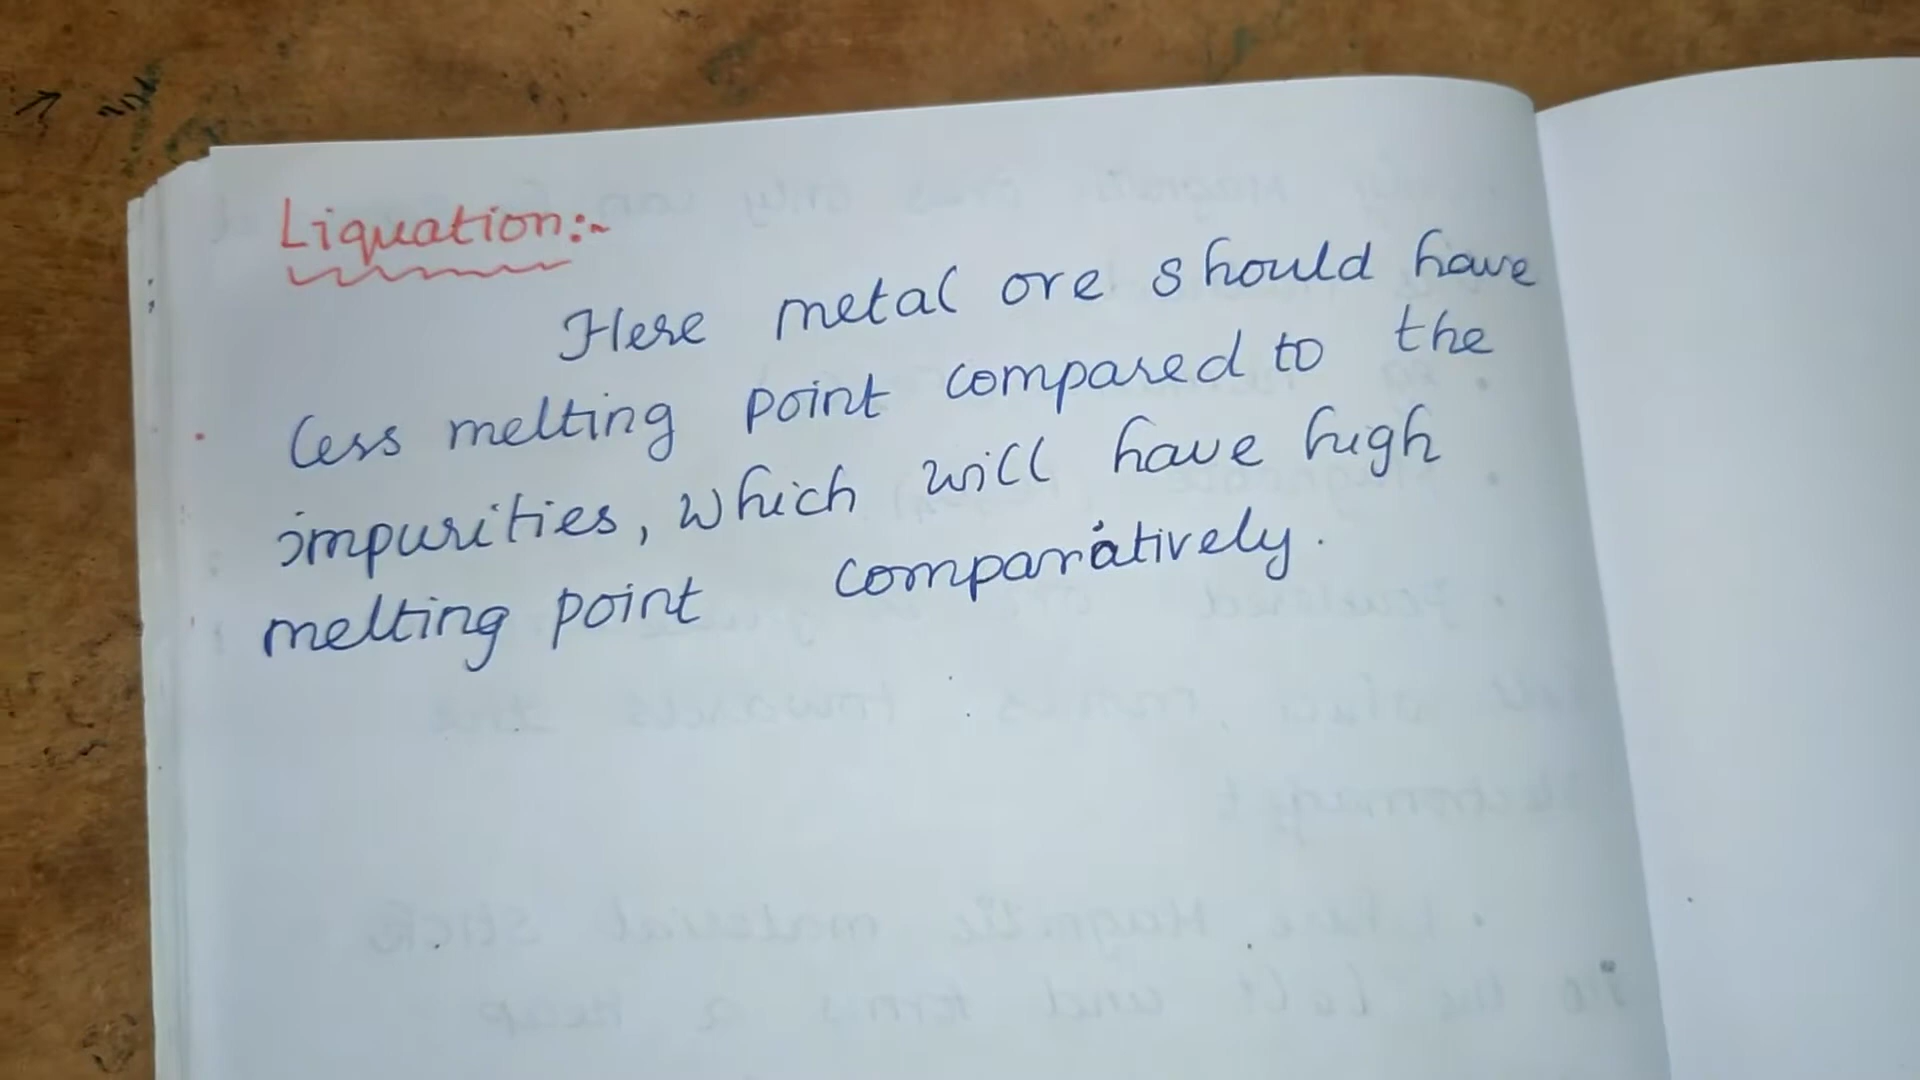 Liquation:-
Here metal ore should have
less melting point compared to the
impurities, which will have high
melting point comparatively.